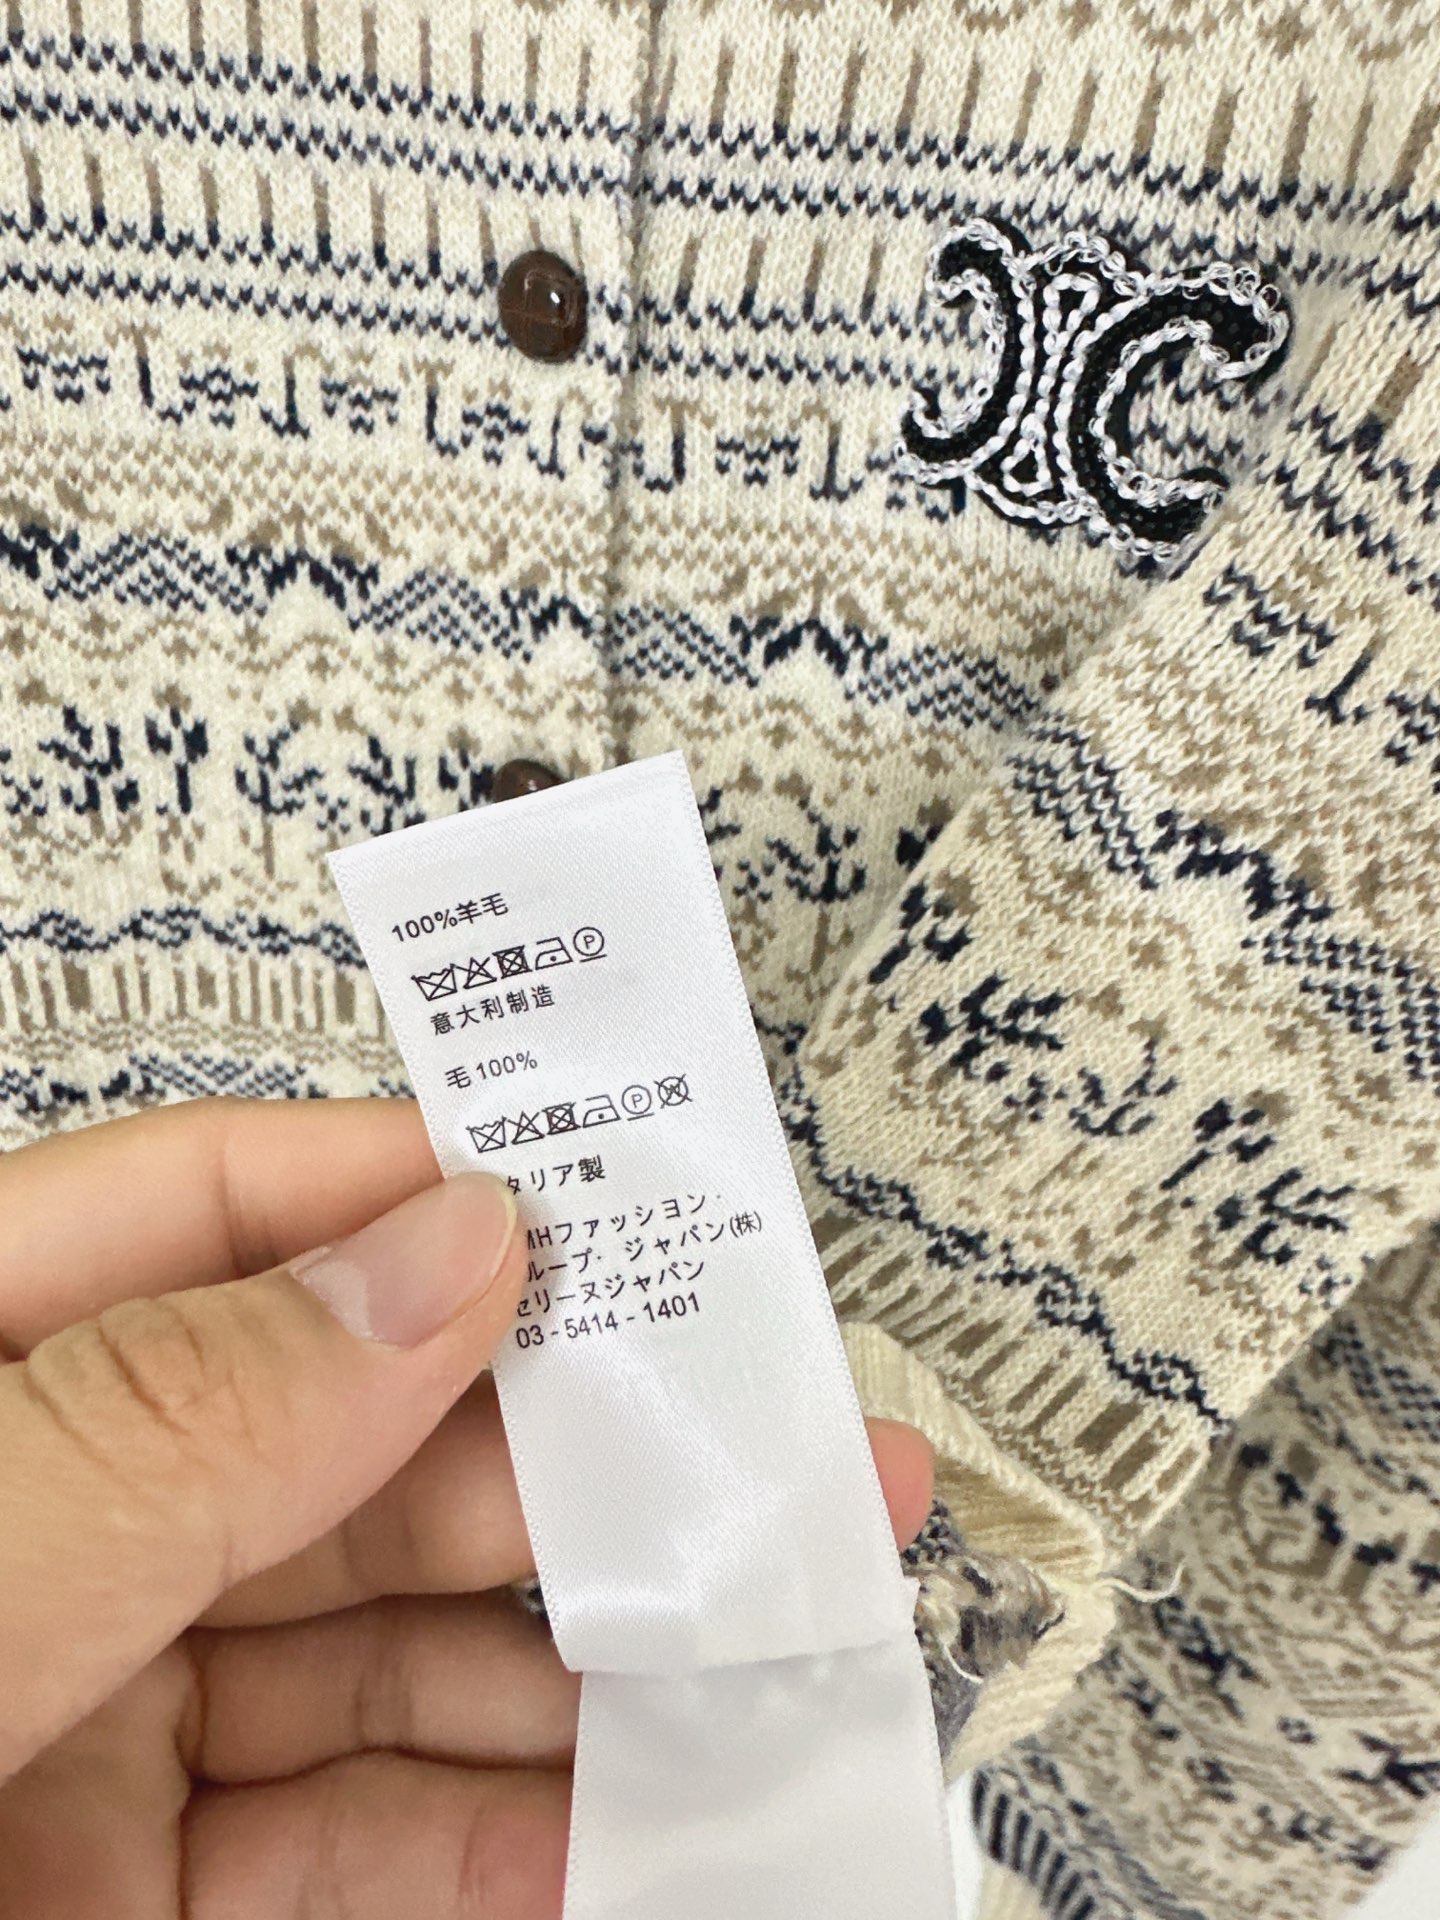 100%羊毛
意大利制造
毛 100%
タリア製
MHファッション・
ループ・ジャパン(株)
セリーヌジャパン
03 - 5414 - 1401